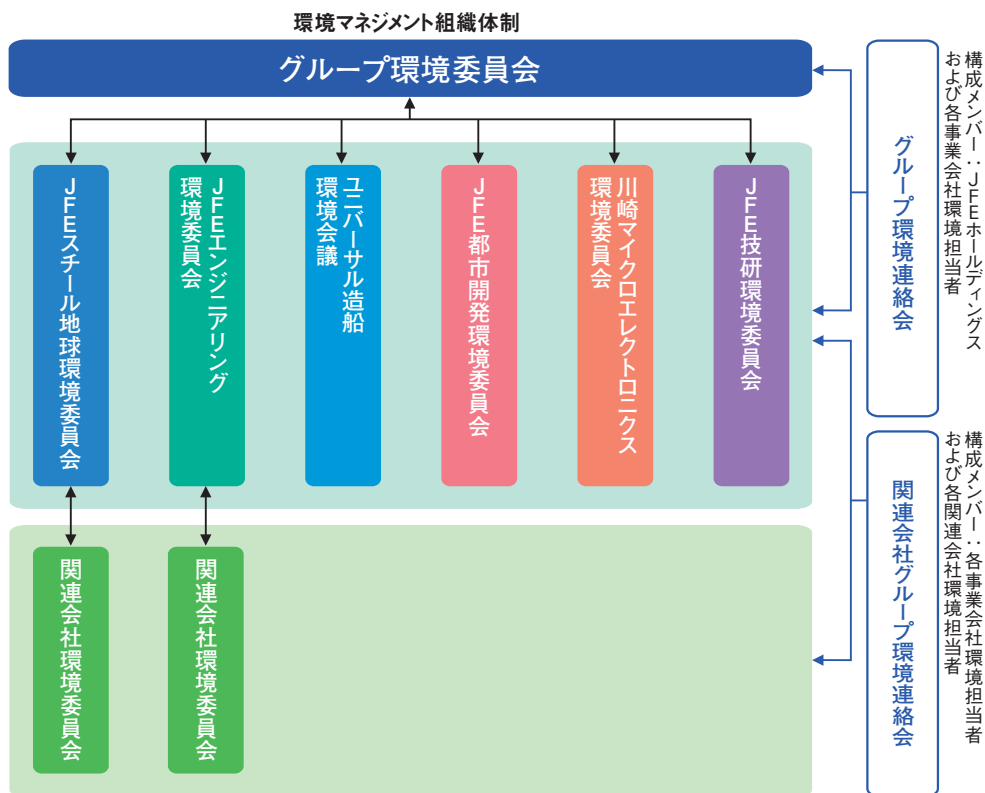 環境マネジメント組織体制
グループ環境委員会
JFEスチール地球環境委員会
JFEエンジニアリング
環境委員会
ユニバーサル造船
環境会議
JFE都市開発環境委員会
川崎マイクロエレクトロニクス
環境委員会
JFE技研環境委員会
関連会社環境委員会
関連会社環境委員会
グループ環境連絡会
構成メンバー：JFEホールディングス
および各事業会社環境担当者
関連会社グループ環境連絡会
構成メンバー：各事業会社環境担当者
および各関連会社環境担当者